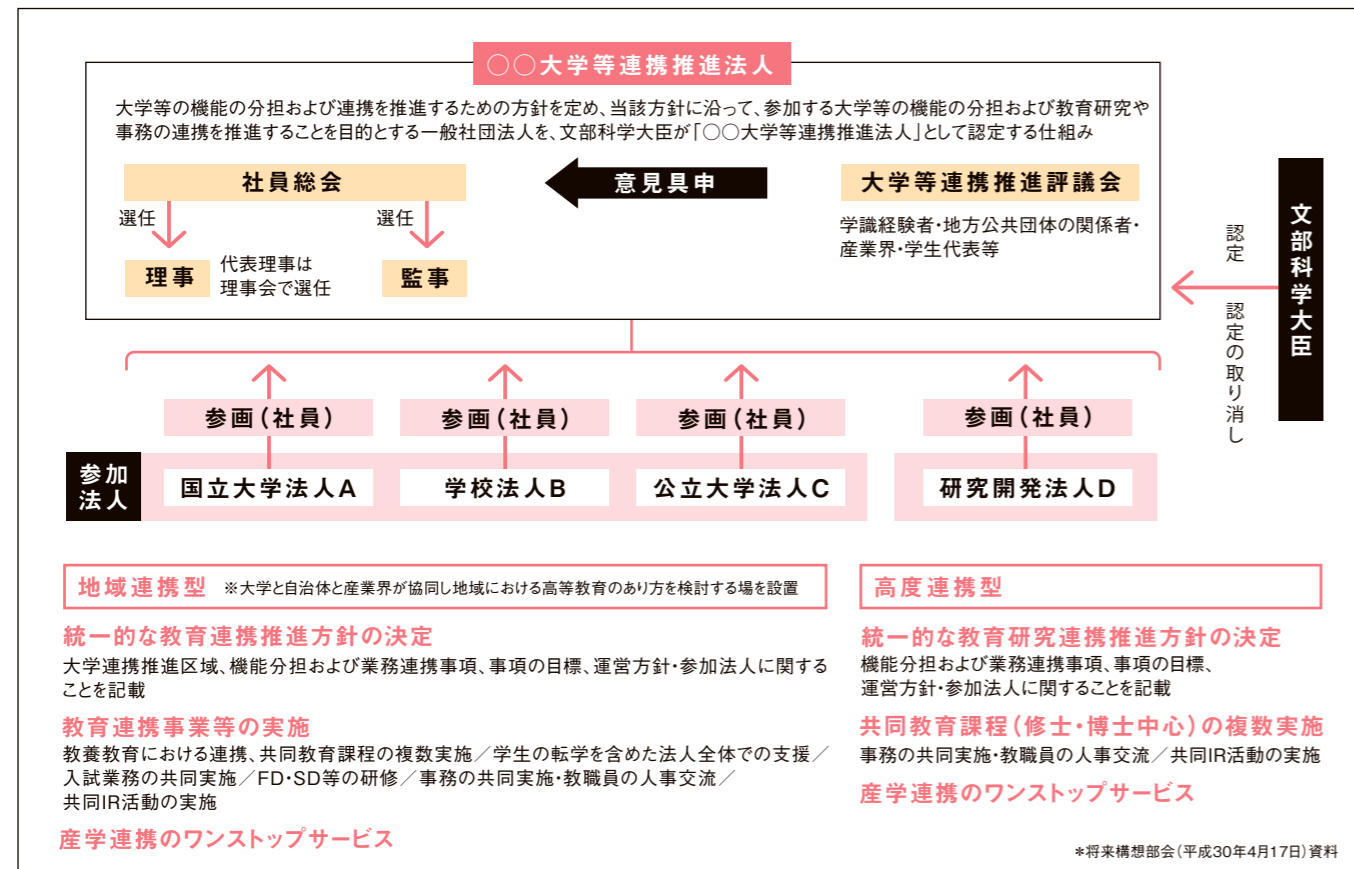 ○○大学等連携推進法人
大学等の機能の分担および連携を推進するための方針を定め、当該方針に沿って、参加する大学等の機能の分担および教育研究や
事務の連携を推進することを目的とする一般社団法人を、文部科学大臣が「○○大学等連携推進法人」として認定する仕組み
社員総会
意見具申
大学等連携推進評議会
学識経験者・地方公共団体の関係者・
産業界・学生代表等
選任
選任
理事
代表理事は
理事会で選任
監事
認定
認定の取り消し
文部科学大臣
参画(社員)
参画(社員)
参画(社員)
参画(社員)
参加
法人
国立大学法人A
学校法人B
公立大学法人C
研究開発法人D
地域連携型 ※大学と自治体と産業界が協同し地域における高等教育のあり方を検討する場を設置
統一的な教育連携推進方針の決定
大学連携推進区域、機能分担および業務連携事項、事項の目標、運営方針・参加法人に関する
ことを記載
教育連携事業等の実施
教養教育における連携、共同教育課程の複数実施/学生の転学を含めた法人全体での支援/
入試業務の共同実施/FD・SD等の研修/事務の共同実施・教職員の人事交流/
共同IR活動の実施
産学連携のワンストップサービス
高度連携型
統一的な教育研究連携推進方針の決定
機能分担および業務連携事項、事項の目標、
運営方針・参加法人に関することを記載
共同教育課程(修士・博士中心)の複数実施
事務の共同実施・教職員の人事交流/共同IR活動の実施
産学連携のワンストップサービス
*将来構想部会(平成30年4月17日)資料